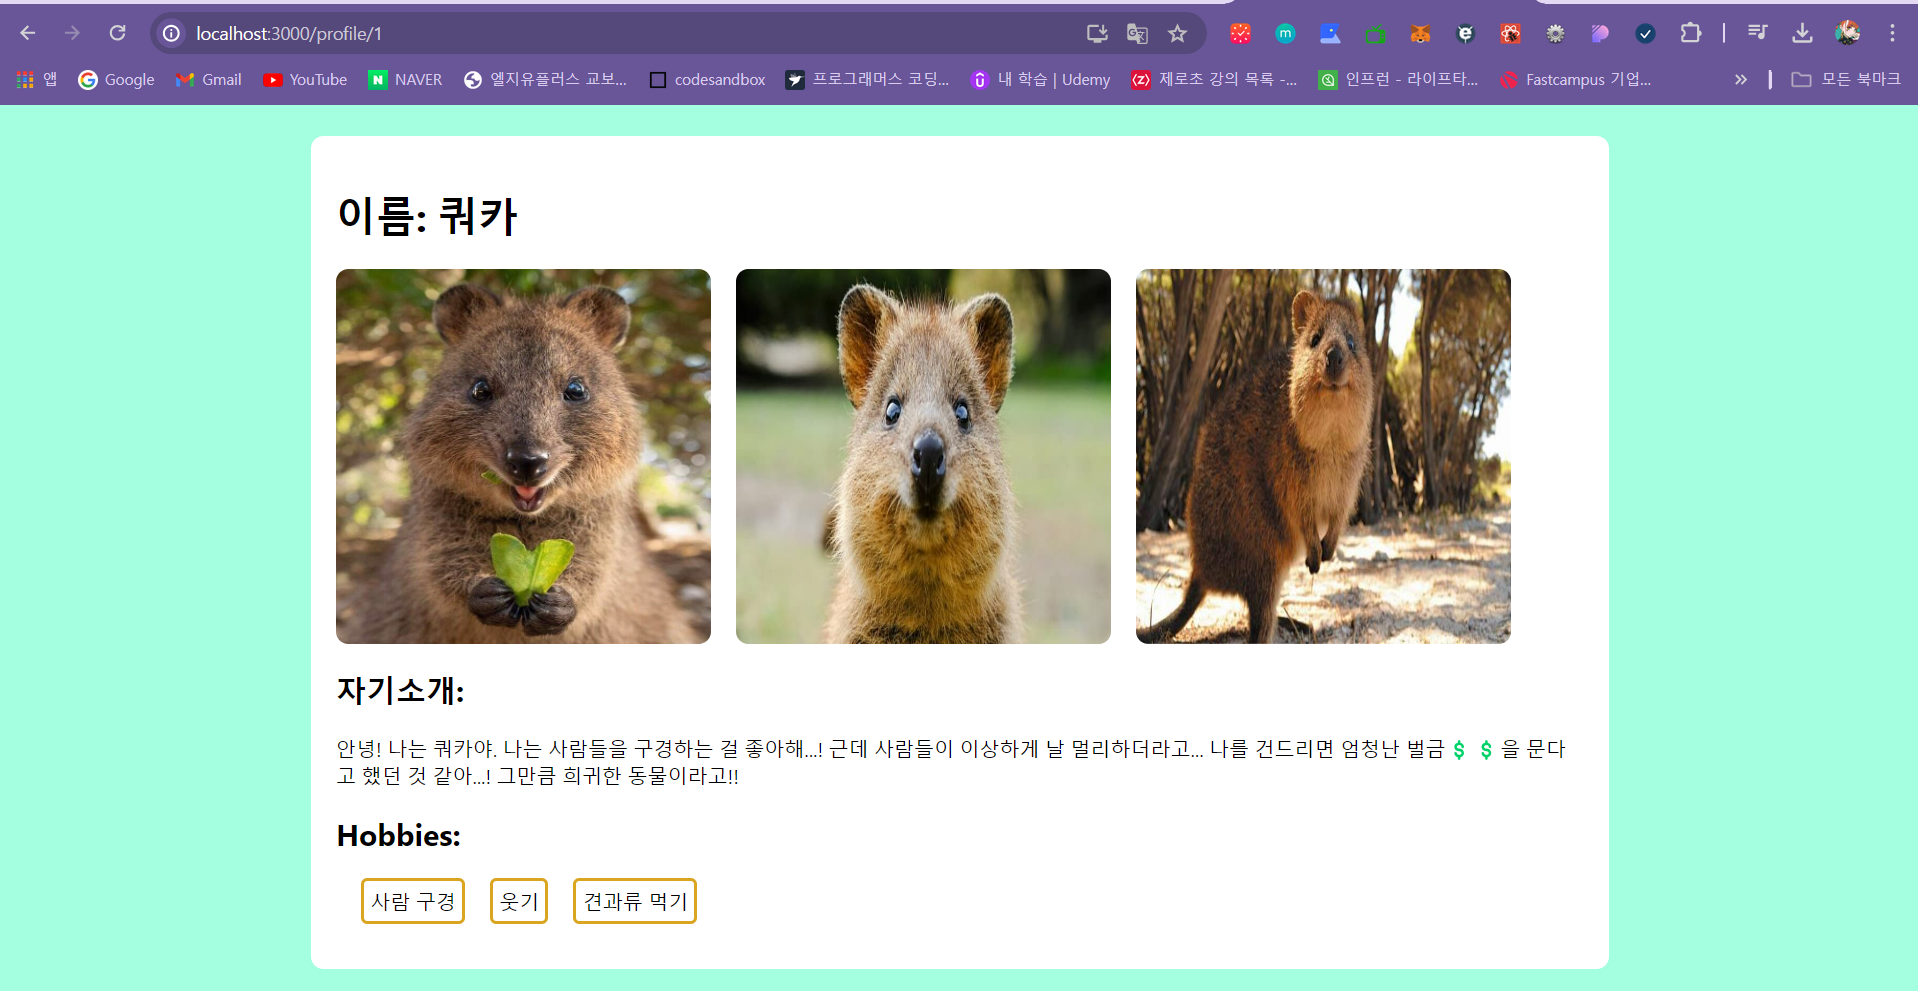 localhost:3000/profile/1
앱 Google Gmail YouTube NAVER 엘지유플러스 교보... codesandbox 프로그래머스 코딩... 내 학습 | Udemy 제로초 강의 목록 -... 인프런 - 라이프타... Fastcampus 기업... » 모든 북마크
이름: 쿼카
자기소개:
안녕! 나는 쿼카야. 나는 사람들을 구경하는 걸 좋아해...! 근데 사람들이 이상하게 날 멀리하더라고... 나를 건드리면 엄청난 벌금 $ $ 을 문다
고 했던 것 같아...! 그만큼 희귀한 동물이라고!!
Hobbies:
사람 구경 웃기 견과류 먹기